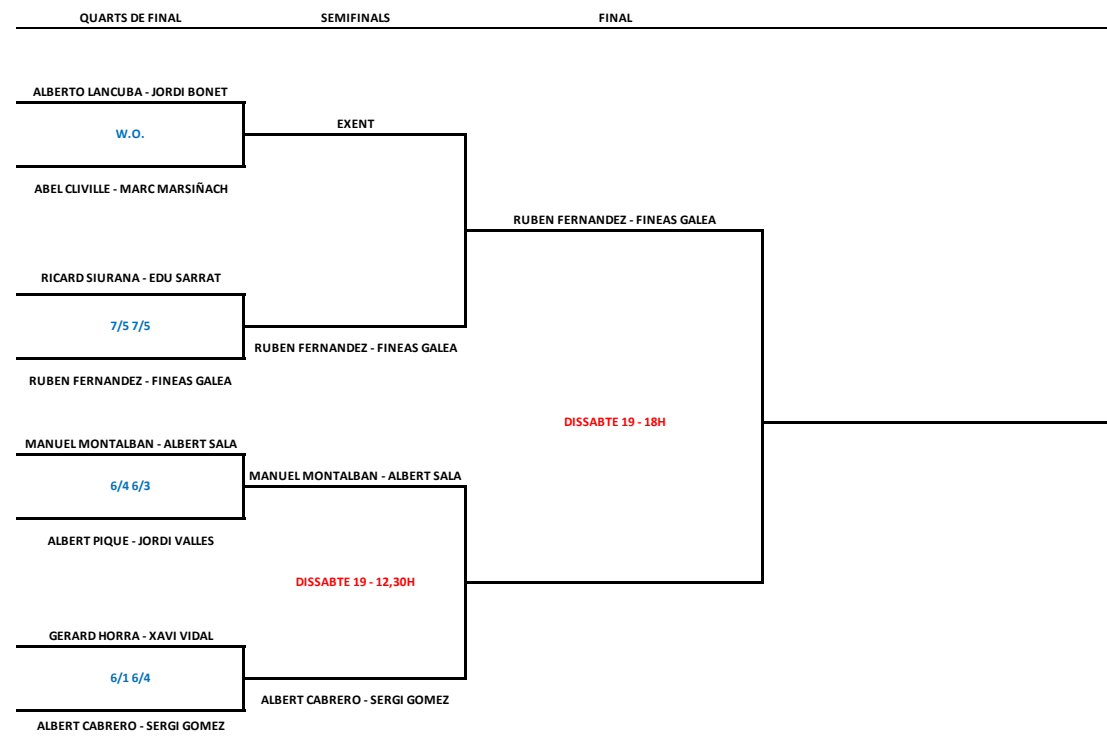 QUARTS DE FINAL
SEMIFINALS
FINAL
ALBERTO LANCUBA - JORDI BONET
W.O.
ABEL CLIVILLE - MARC MARSIÑACH
EXENT
RICARD SIURANA - EDU SARRAT
7/5 7/5
RUBEN FERNANDEZ - FINEAS GALEA
RUBEN FERNANDEZ - FINEAS GALEA
RUBEN FERNANDEZ - FINEAS GALEA
DISSABTE 19 - 18H
MANUEL MONTALBAN - ALBERT SALA
6/4 6/3
ALBERT PIQUE - JORDI VALLES
MANUEL MONTALBAN - ALBERT SALA
DISSABTE 19 - 12,30H
GERARD HORRA - XAVI VIDAL
6/1 6/4
ALBERT CABRERO - SERGI GOMEZ
ALBERT CABRERO - SERGI GOMEZ